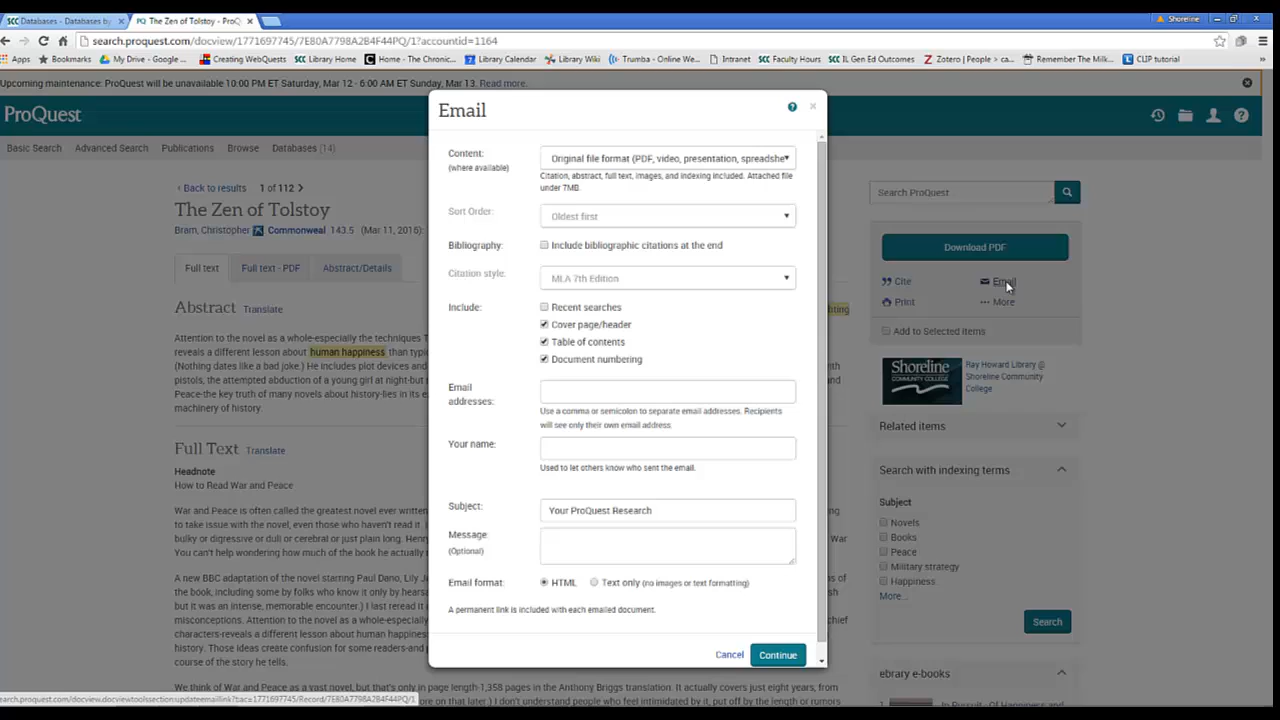 SCC Databases - Databases by
PQ The Zen of Tolstoy - ProQ
Shoreline
search.proquest.com/docview/1771697745/7E80A7798A2B4F44PQ/1?accountid=1164
Apps
Bookmarks
My Drive - Google ...
Creating WebQuests
SCC Library Home
Home - The Chronic...
Library Calendar
Library Wiki
Trumba - Online We...
Intranet
SCC Faculty Hours
SCC IL Gen Ed Outcomes
Zotero | People > ca...
Remember The Milk...
CLIP tutorial
Upcoming maintenance: ProQuest will be unavailable 10:00 PM ET Saturday, Mar 12 - 6:00 AM ET Sunday, Mar 13. Read more.
ProQuest
Basic Search
Advanced Search
Publications
Browse
Databases (14)
Back to results
1 of 112
The Zen of Tolstoy
Bram, Christopher Commonweal 143.5 (Mar 11, 2016):
Full text
Full text - PDF
Abstract/Details
Abstract Translate
Attention to the novel as a whole-especially the techniques T
reveals a different lesson about human happiness than typic
(Nothing dates like a bad joke.) He includes plot devices and
pistols, the attempted abduction of a young girl at night-but s
Peace-the key truth of many novels about history-lies in its e
machinery of history.
Full Text Translate
Headnote
How to Read War and Peace
War and Peace is often called the greatest novel ever written
to take issue with the novel, even those who haven't read it. I
bulky or digressive or dull or cerebral or just plain long. Henry
You can't help wondering how much of the book he actually r
War
A new BBC adaptation of the novel starring Paul Dano, Lily Ja
the book, including some by folks who know it only by hearsa
but it was an intense, memorable encounter.) I last reread it a
misconceptions. Attention to the novel as a whole-especially
characters-reveals a different lesson about human happiness
history. Those ideas create confusion for some readers-and p
course of the story he tells.
of
chief
We think of War and Peace as a vast novel, but that's only in page length-1,358 pages in the Anthony Briggs translation. It actually covers just eight years, from
more on that later.) I don't understand people who feel intimidated by it, put off by the length or rumors
Email
Content:
(where available)
Original file format (PDF, video, presentation, spreadshe
Citation, abstract, full text, images, and indexing included. Attached file
under 7MB.
Sort Order:
Oldest first
Bibliography:
Include bibliographic citations at the end
Citation style:
MLA 7th Edition
Include:
Recent searches
Cover page/header
Table of contents
Document numbering
Email
addresses:
Use a comma or semicolon to separate email addresses. Recipients
will see only their own email address.
Your name:
Used to let others know who sent the email.
Subject:
Your ProQuest Research
Message:
(Optional)
Email format:
HTML
Text only (no images or text formatting)
A permanent link is included with each emailed document.
Cancel
Continue
Search ProQuest...
Download PDF
Cite
Email
Print
More
Add to Selected items
Shoreline
COMMUNITY COLLEGE
Ray Howard Library @
Shoreline Community
College
Related items
Search with indexing terms
Subject
Novels
Books
Peace
Military strategy
Happiness
More...
Search
ebrary e-books